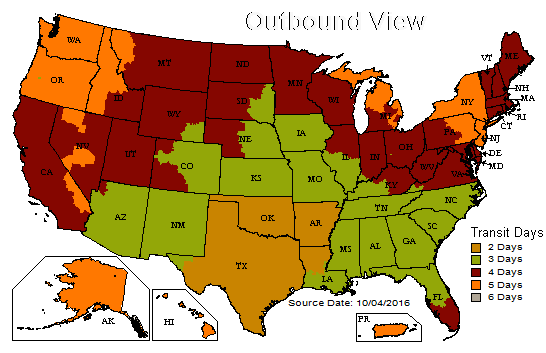 Outbound View
WA
OR
MT
ID
ND
MN
SD
WY
WI
MI
NY
VT
ME
NH
MA
RI
CT
NJ
DE
MD
PA
NV
UT
CA
CO
NE
IA
ID
IN
OH
WV
VA
KS
MO
KY
NC
TN
AZ
NM
OK
AR
SC
MS
AL
GA
TX
LA
FL
AK
HI
PR
Source Date: 10/04/2016
Transit Days
2 Days
3 Days
4 Days
5 Days
6 Days